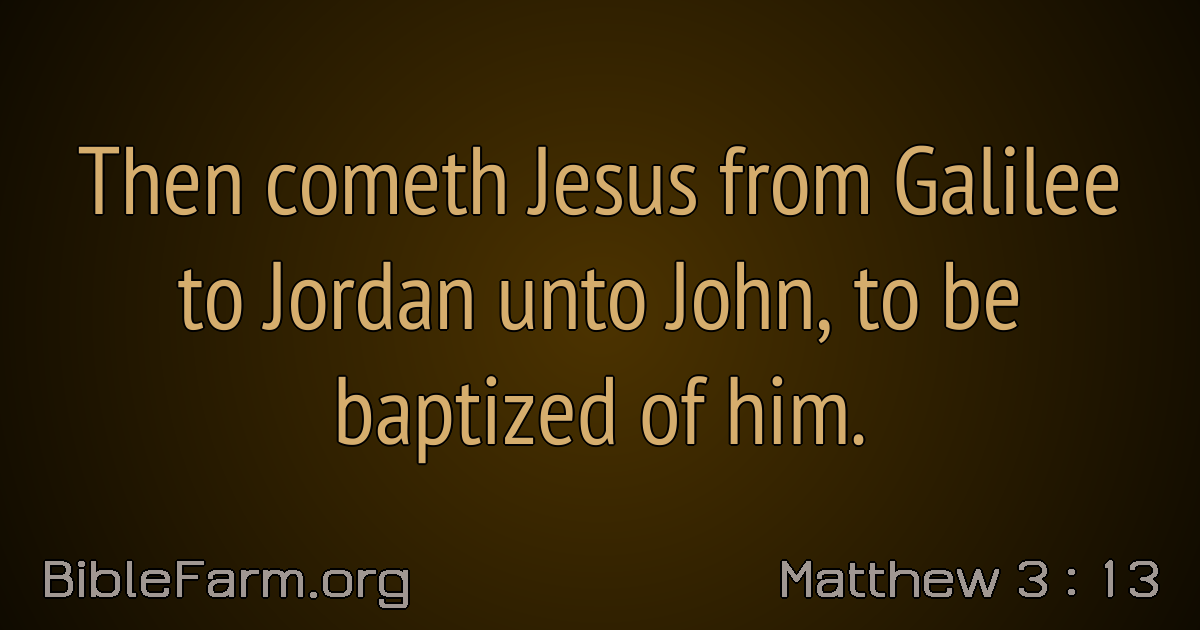 Then cometh Jesus from Galilee
to Jordan unto John, to be
baptized of him.
BibleFarm.org
Matthew 3 : 13